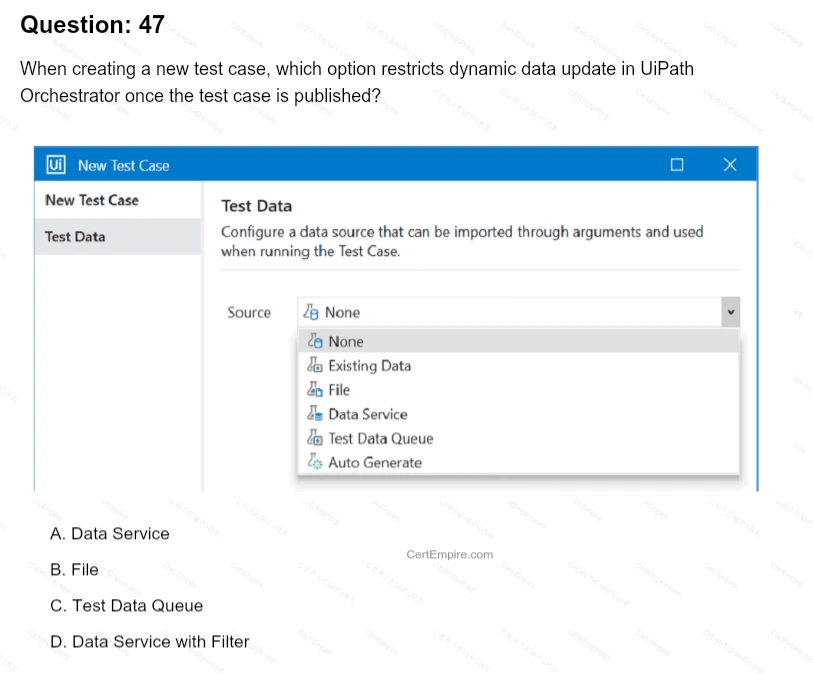 Question: 47
When creating a new test case, which option restricts dynamic data update in UiPath
Orchestrator once the test case is published?
Ui New Test Case
New Test Case
Test Data
Test Data
Configure a data source that can be imported through arguments and used
when running the Test Case.
Source
None
None
Existing Data
File
Data Service
Test Data Queue
Auto Generate
A. Data Service
CertEmpire.com
B. File
C. Test Data Queue
D. Data Service with Filter